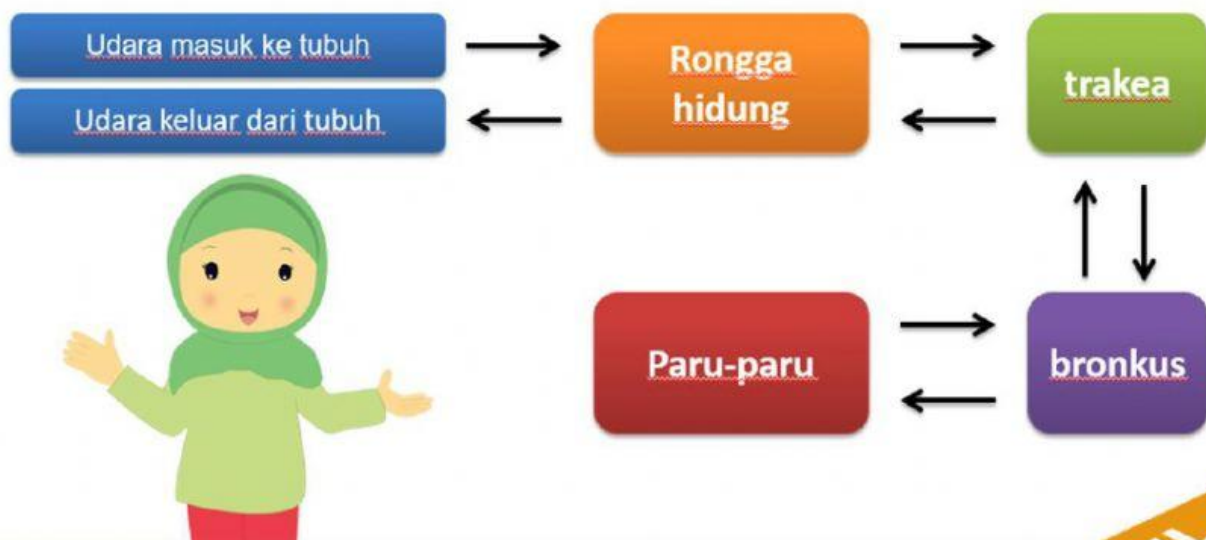 Udara masuk ke tubuh
Udara keluar dari tubuh
Rongga
hidung
trakea
Paru-paru
bronkus